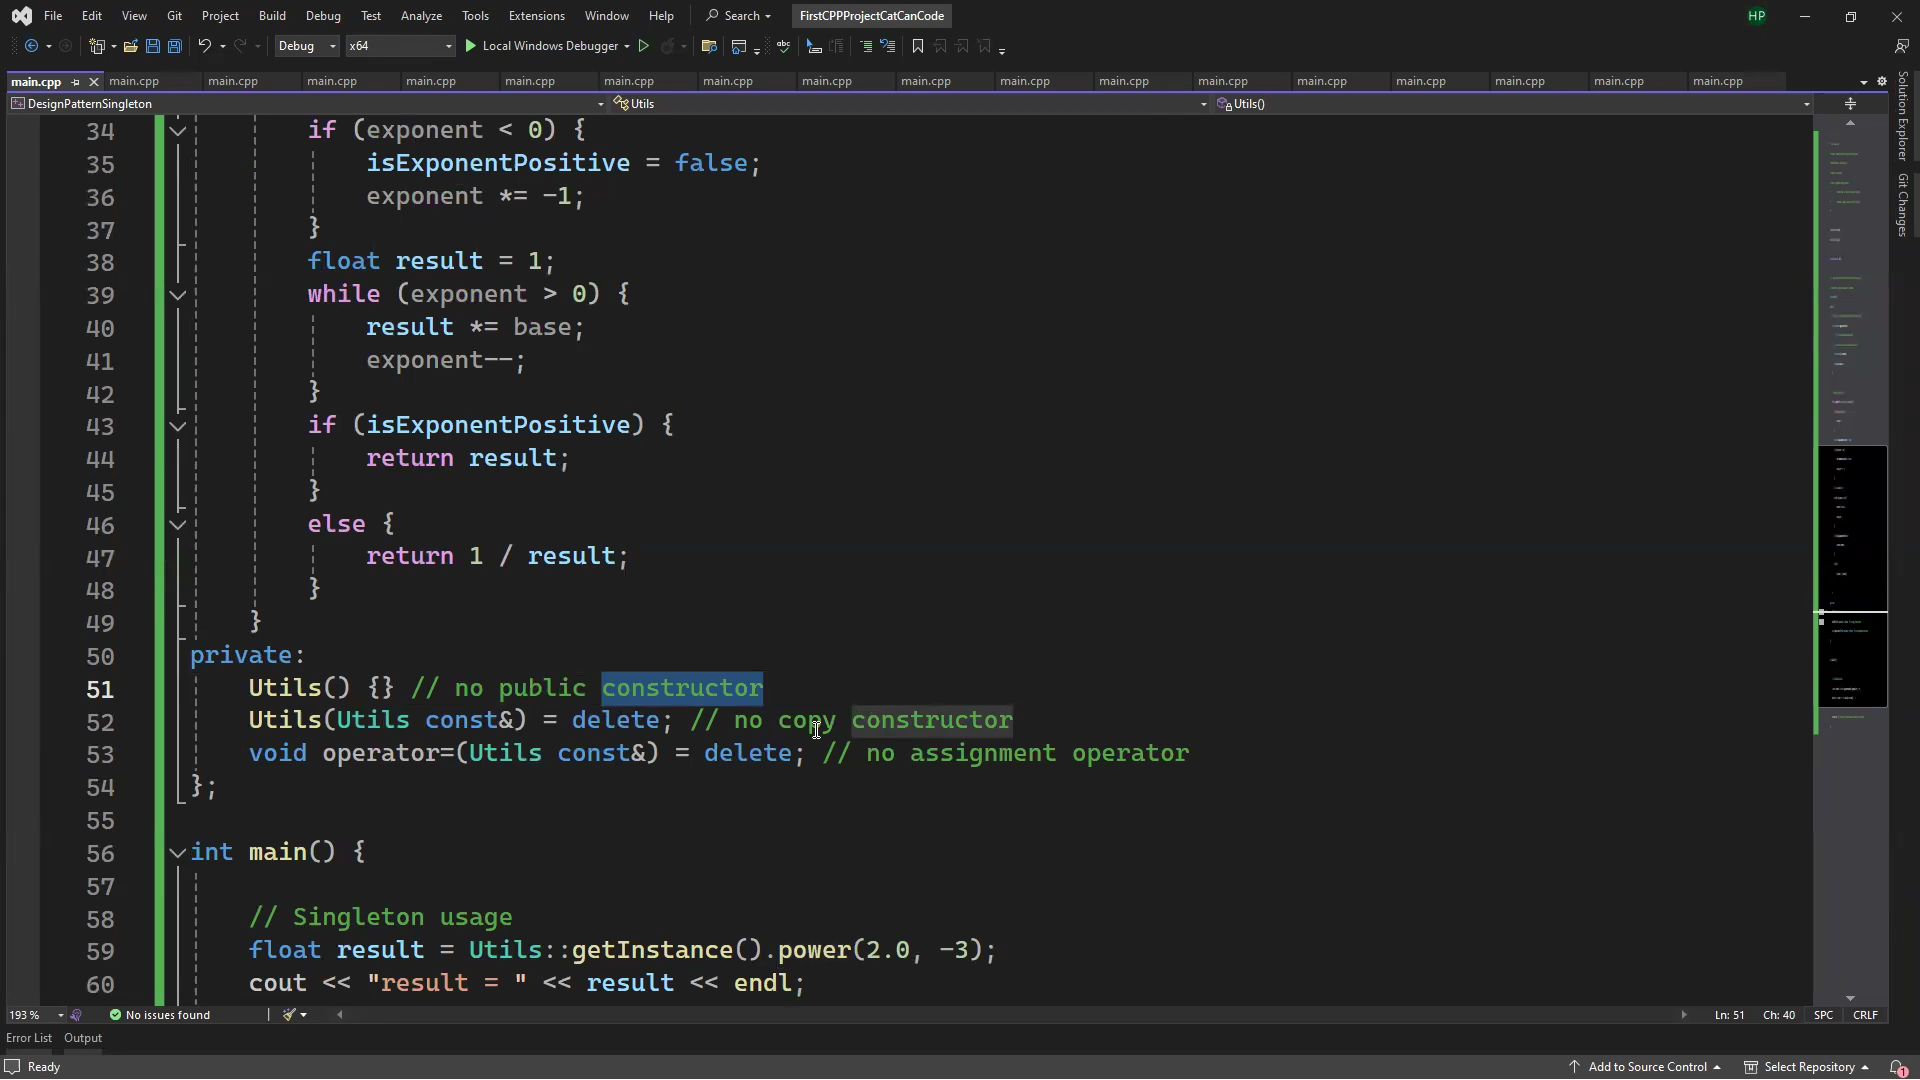 File Edit View Git Project Build Debug Test Analyze Tools Extensions Window Help Search FirstCPPProjectCatCanCode HP
Debug x64 Local Windows Debugger
main.cpp main.cpp main.cpp main.cpp main.cpp main.cpp main.cpp main.cpp main.cpp main.cpp main.cpp main.cpp main.cpp main.cpp main.cpp main.cpp main.cpp main.cpp
DesignPatternSingleton Utils Utils()
34 if (exponent < 0) {
35 isExponentPositive = false;
36 exponent *= -1;
37 }
38 float result = 1;
39 while (exponent > 0) {
40 result *= base;
41 exponent--;
42 }
43 if (isExponentPositive) {
44 return result;
45 }
46 else {
47 return 1 / result;
48 }
49 }
50 private:
51 Utils() {} // no public constructor
52 Utils(Utils const&) = delete; // no copy constructor
53 void operator=(Utils const&) = delete; // no assignment operator
54 };
55
56 int main() {
57
58 // Singleton usage
59 float result = Utils::getInstance().power(2.0, -3);
60 cout << "result = " << result << endl;
Solution Explorer
Git Changes
193 % No issues found Ln: 51 Ch: 40 SPC CRLF
Error List Output
Ready Add to Source Control Select Repository 1